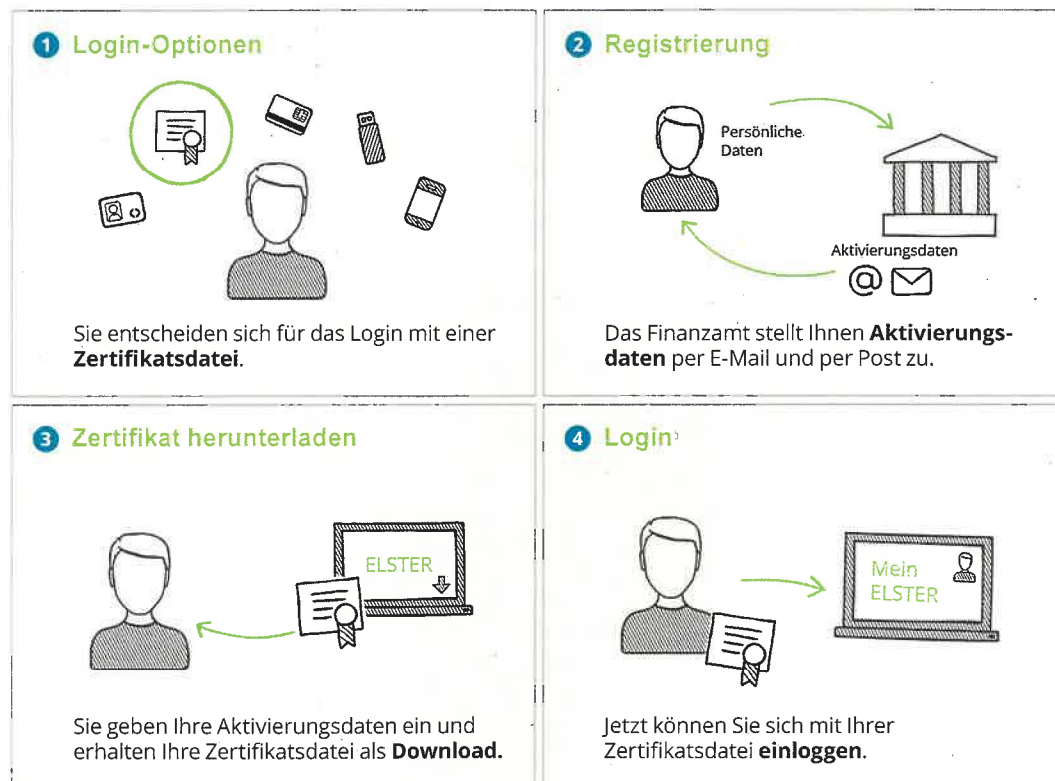 1 Login-Optionen
Sie entscheiden sich für das Login mit einer
Zertifikatsdatei.
2 Registrierung
Persönliche
Daten
Aktivierungsdaten
@
Das Finanzamt stellt Ihnen Aktivierungs-
daten per E-Mail und per Post zu.
3 Zertifikat herunterladen
ELSTER
Sie geben Ihre Aktivierungsdaten ein und
erhalten Ihre Zertifikatsdatei als Download.
4 Login
Mein
ELSTER
Jetzt können Sie sich mit Ihrer
Zertifikatsdatei einloggen.